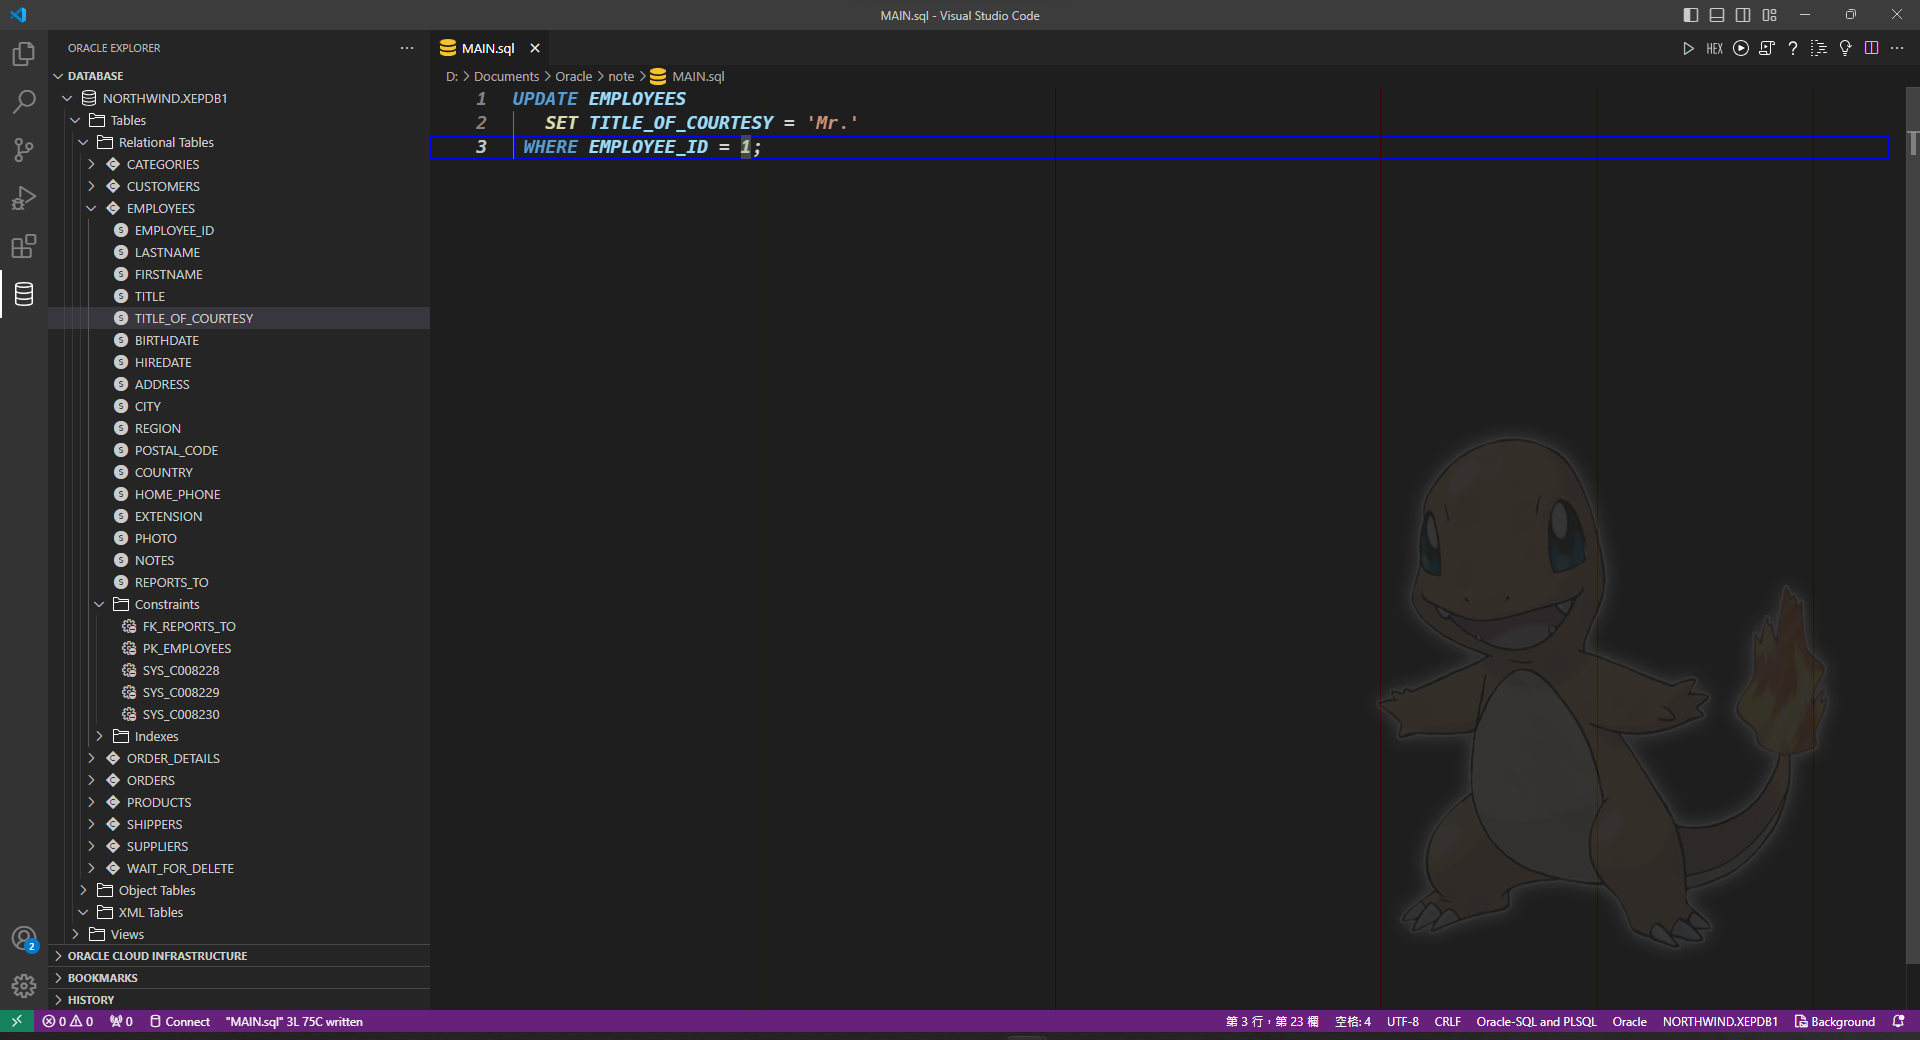 MAIN.sql - Visual Studio Code
ORACLE EXPLORER
DATABASE
NORTHWIND.XEPDB1
Tables
Relational Tables
CATEGORIES
CUSTOMERS
EMPLOYEES
EMPLOYEE_ID
LASTNAME
FIRSTNAME
TITLE
TITLE_OF_COURTESY
BIRTHDATE
HIREDATE
ADDRESS
CITY
REGION
POSTAL_CODE
COUNTRY
HOME_PHONE
EXTENSION
PHOTO
NOTES
REPORTS_TO
Constraints
FK_REPORTS_TO
PK_EMPLOYEES
SYS_C008228
SYS_C008229
SYS_C008230
Indexes
ORDER_DETAILS
ORDERS
PRODUCTS
SHIPPERS
SUPPLIERS
WAIT_FOR_DELETE
Object Tables
XML Tables
Views
ORACLE CLOUD INFRASTRUCTURE
BOOKMARKS
HISTORY
MAIN.sql
HEX
D: > Documents > Oracle > note > MAIN.sql
1 UPDATE EMPLOYEES
2 SET TITLE_OF_COURTESY = 'Mr.'
3 WHERE EMPLOYEE_ID = 1;
2
0 0 0 Connect "MAIN.sql" 3L 75C written
第 3 行,第 23 欄 空格: 4 UTF-8 CRLF Oracle-SQL and PLSQL Oracle NORTHWIND.XEPDB1 Background